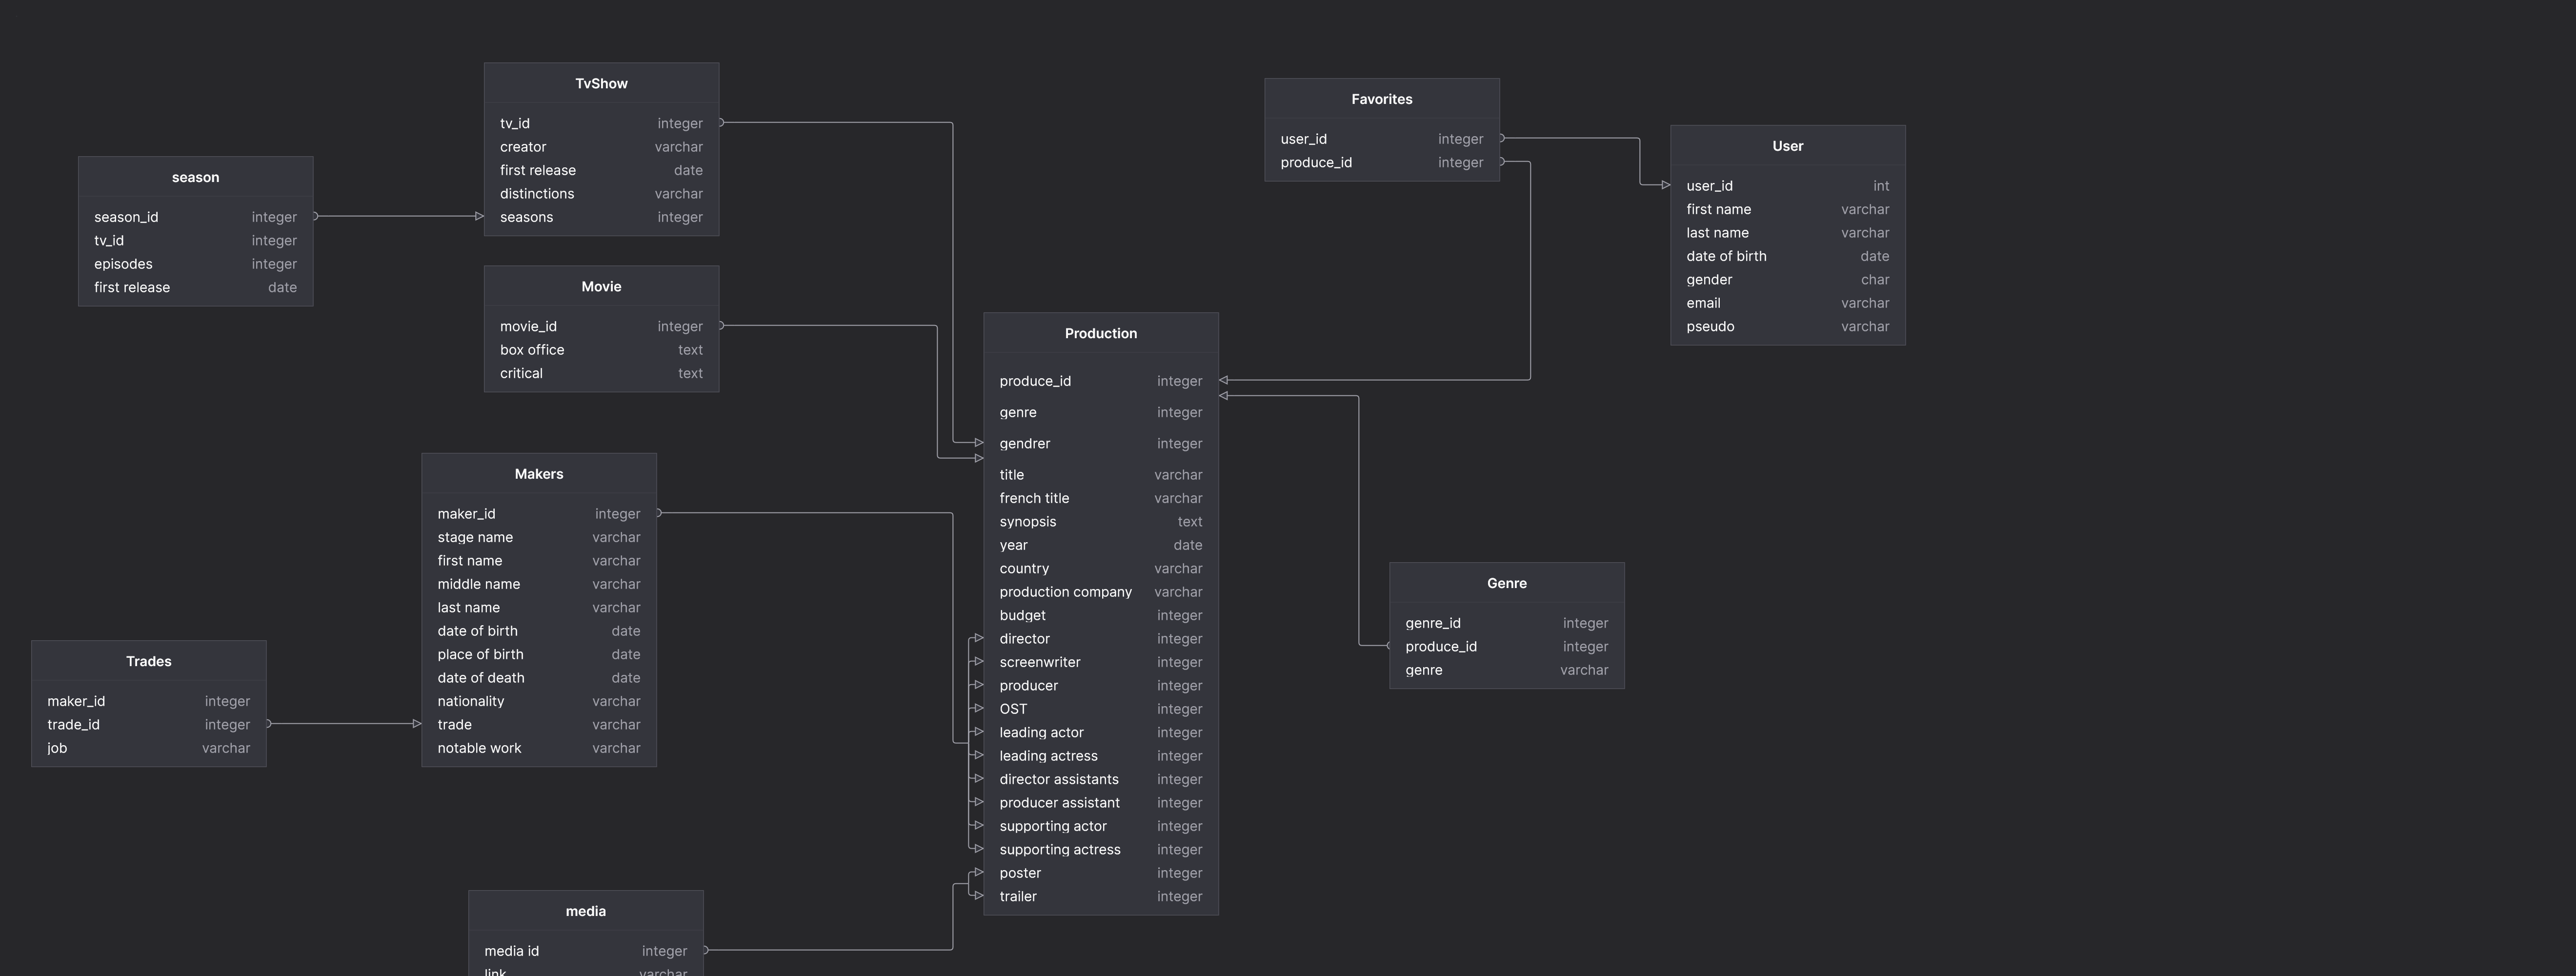 TvShow
tv_id integer
creator varchar
first release date
distinctions varchar
seasons integer
Favorites
user_id integer
produce_id integer
User
user_id int
first name varchar
last name varchar
date of birth date
gender char
email varchar
pseudo varchar
season
season_id integer
tv_id integer
episodes integer
first release date
Movie
movie_id integer
box office text
critical text
Production
produce_id integer
genre integer
gendrer integer
title varchar
french title varchar
synopsis text
year date
country varchar
production company varchar
budget integer
director integer
screenwriter integer
producer integer
OST integer
leading actor integer
leading actress integer
director assistants integer
producer assistant integer
supporting actor integer
supporting actress integer
poster integer
trailer integer
Makers
maker_id integer
stage name varchar
first name varchar
middle name varchar
last name varchar
date of birth date
place of birth date
date of death date
nationality varchar
trade varchar
notable work varchar
Genre
genre_id integer
produce_id integer
genre varchar
Trades
maker_id integer
trade_id integer
job varchar
media
media id integer
link varchar